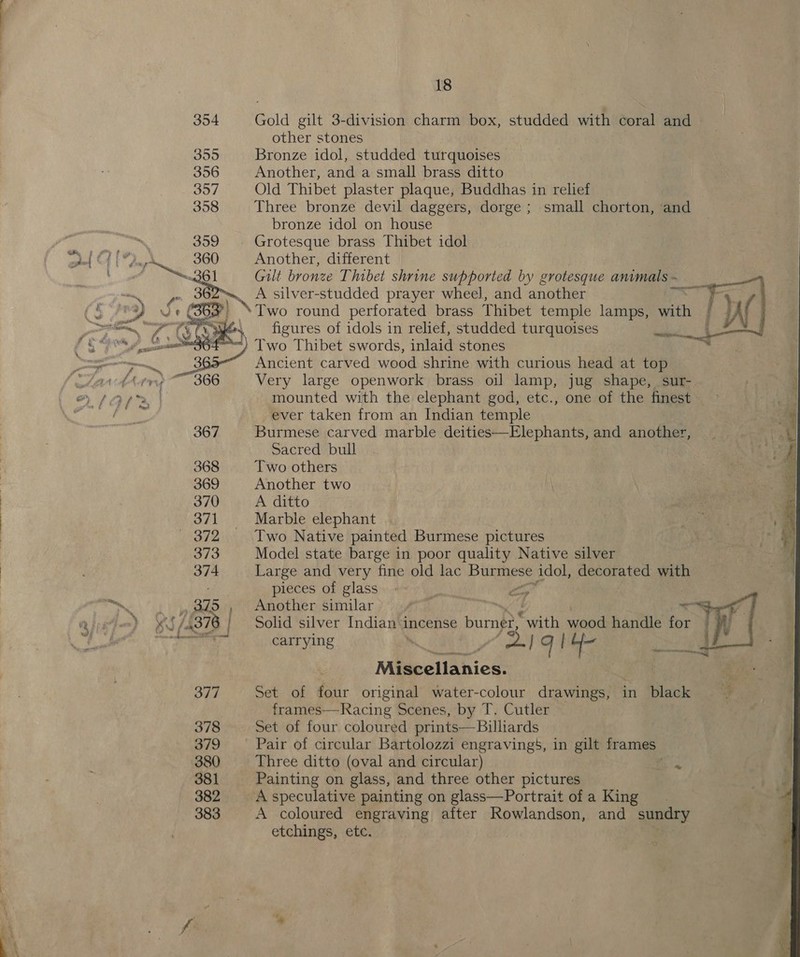 18
354 Gold gilt 3-division charm box, studded with coral and
other stones
355 Bronze idol, studded turquoises
356 Another, and a small brass ditto
357 Old Thibet plaster plaque, Buddhas in relief
358 Three bronze devil daggers, dorge ; small chorton, and
bronze idol on house
359 Grotesque brass Thibet idol
360 Another, different
361 Gilt bronze Thibet shrine supported by grotesque animals
362 A silver-studded prayer wheel, and another
363 Two round perforated brass Thibet temple lamps, with
figures of idols in relief, studded turquoises
364 Two Thibet swords, inlaid stones
365 Ancient carved wood shrine with curious head at top
366 Very large openwork brass oil lamp, jug shape, sur-
mounted with the elephant god, etc., one of the finest
ever taken from an Indian temple
367 Burmese carved marble deities—Elephants, and another,
Sacred bull
368 Two others
369 Another two
370 A ditto
371 Marble elephant
372 Two Native painted Burmese pictures
373 Model state barge in poor quality Native silver
374 Large and very fine old lac Burmese idol, decorated with
pieces of glass
375 Another similar
376 Solid silver Indian incense burner, with wood handle for
carrying 2/9/4-
Miscellanies.
377 Set of four original water-colour drawings, in black
frames—Racing Scenes, by T. Cutler
378 Set of four coloured prints—Billiards
379 Pair of circular Bartolozzi engravings, in gilt frames
380 Three ditto (oval and circular)
381 Painting on glass, and three other pictures
382 A speculative painting on glass—Portrait of a King
383 A coloured engraving after Rowlandson, and sundry
etchings, etc.